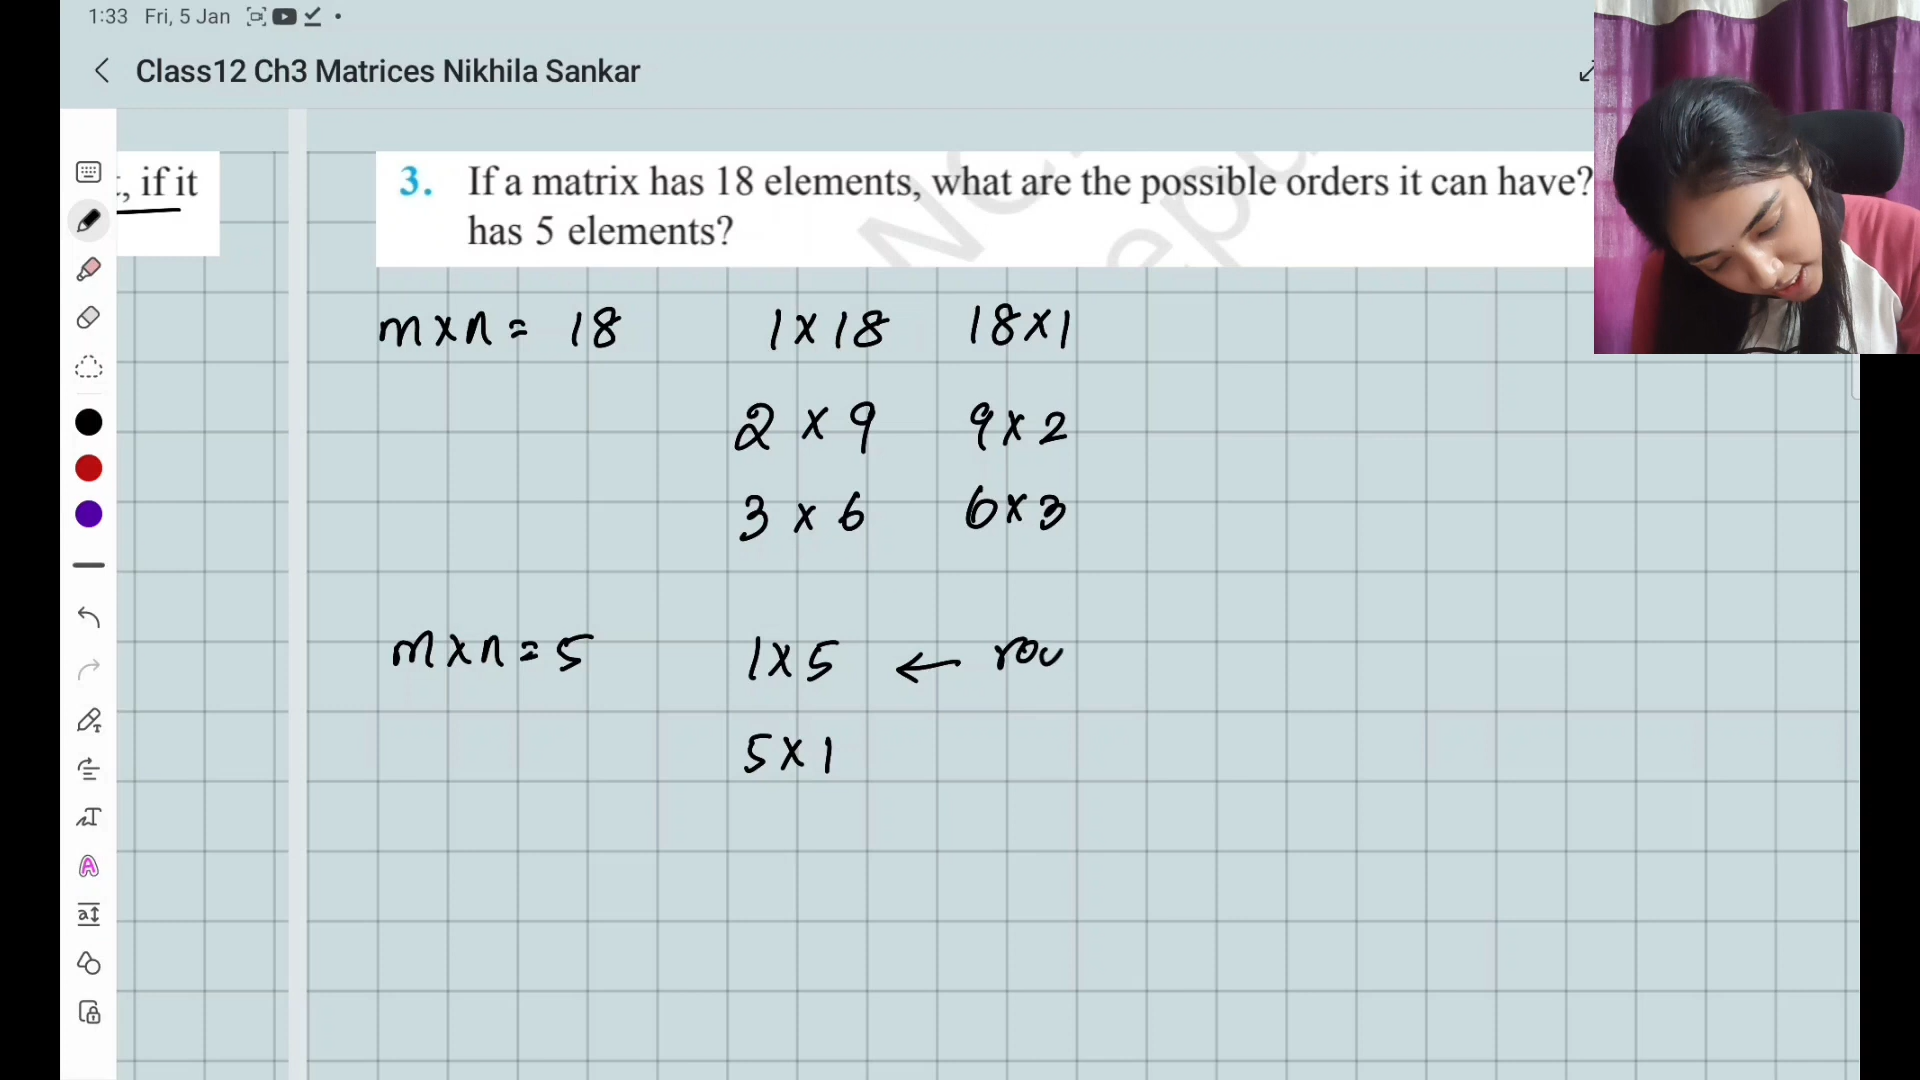 1:33 Fri, 5 Jan
Class12 Ch3 Matrices Nikhila Sankar
t, if it
3. If a matrix has 18 elements, what are the possible orders it can have?
has 5 elements?
m x n = 18 1 x 18 18 x 1
2 x 9 9 x 2
3 x 6 6 x 3
m x n = 5 1 x 5 ← rou
5 x 1